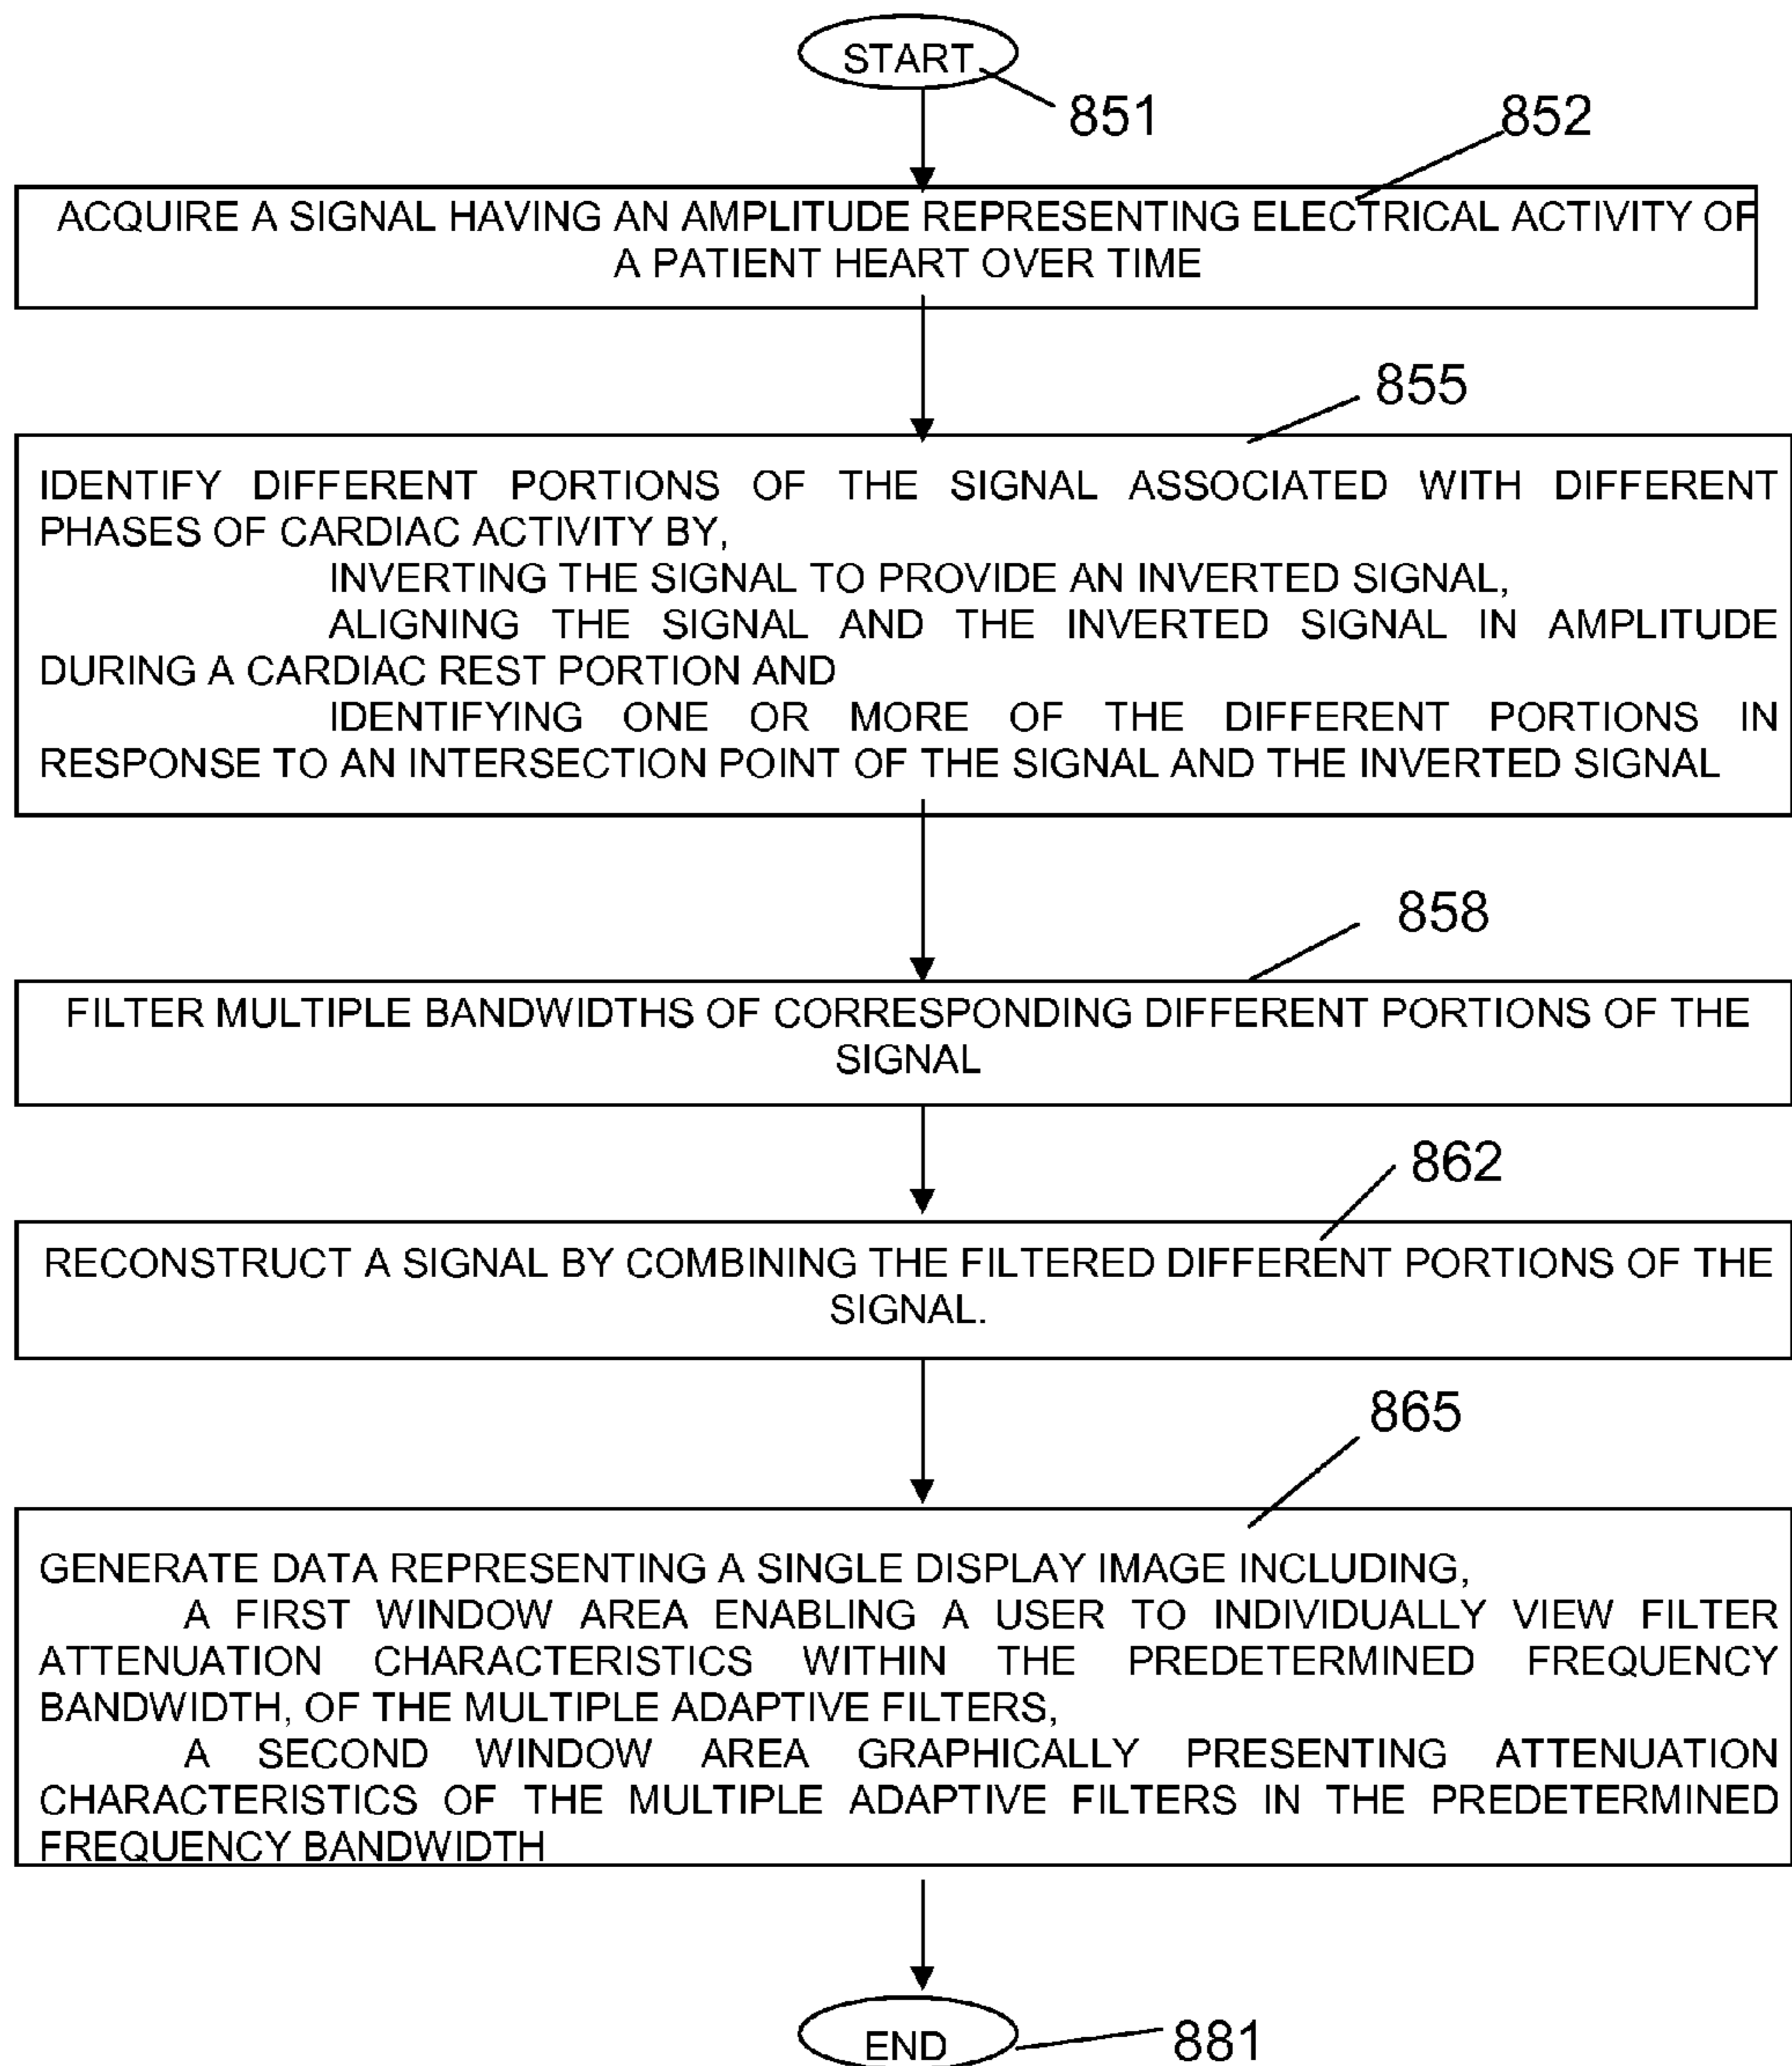 START
851
852
ACQUIRE A SIGNAL HAVING AN AMPLITUDE REPRESENTING ELECTRICAL ACTIVITY OF
A PATIENT HEART OVER TIME
855
IDENTIFY DIFFERENT PORTIONS OF THE SIGNAL ASSOCIATED WITH DIFFERENT
PHASES OF CARDIAC ACTIVITY BY,
INVERTING THE SIGNAL TO PROVIDE AN INVERTED SIGNAL,
ALIGNING THE SIGNAL AND THE INVERTED SIGNAL IN AMPLITUDE
DURING A CARDIAC REST PORTION AND
IDENTIFYING ONE OR MORE OF THE DIFFERENT PORTIONS IN
RESPONSE TO AN INTERSECTION POINT OF THE SIGNAL AND THE INVERTED SIGNAL
858
FILTER MULTIPLE BANDWIDTHS OF CORRESPONDING DIFFERENT PORTIONS OF THE
SIGNAL
862
RECONSTRUCT A SIGNAL BY COMBINING THE FILTERED DIFFERENT PORTIONS OF THE
SIGNAL.
865
GENERATE DATA REPRESENTING A SINGLE DISPLAY IMAGE INCLUDING,
A FIRST WINDOW AREA ENABLING A USER TO INDIVIDUALLY VIEW FILTER
ATTENUATION CHARACTERISTICS WITHIN THE PREDETERMINED FREQUENCY
BANDWIDTH, OF THE MULTIPLE ADAPTIVE FILTERS,
A SECOND WINDOW AREA GRAPHICALLY PRESENTING ATTENUATION
CHARACTERISTICS OF THE MULTIPLE ADAPTIVE FILTERS IN THE PREDETERMINED
FREQUENCY BANDWIDTH
END
881